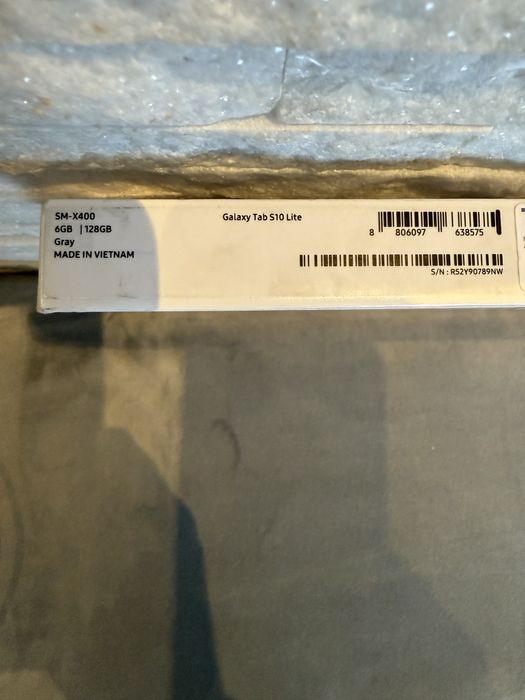 SM-X400
6GB | 128GB
Gray
MADE IN VIETNAM
Galaxy Tab S10 Lite
8 806097 638575
S/N : R52Y90789NW